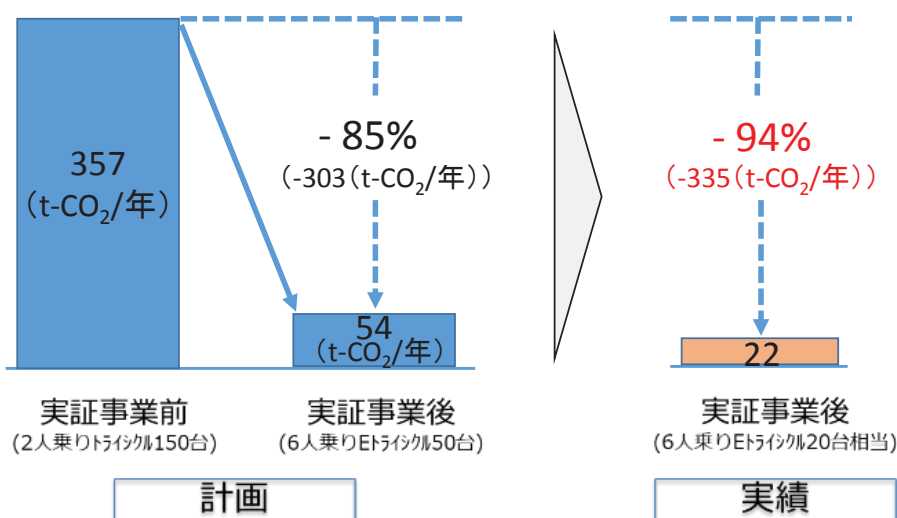 357
(t-CO₂/年)
- 85%
(-303(t-CO₂/年))
54
(t-CO₂/年)
実証事業前
(2人乗りﾄﾗｲｼｸﾙ150台)
実証事業後
(6人乗りEﾄﾗｲｼｸﾙ50台)
計画
- 94%
(-335(t-CO₂/年))
22
実証事業後
(6人乗りEﾄﾗｲｼｸﾙ20台相当)
実績